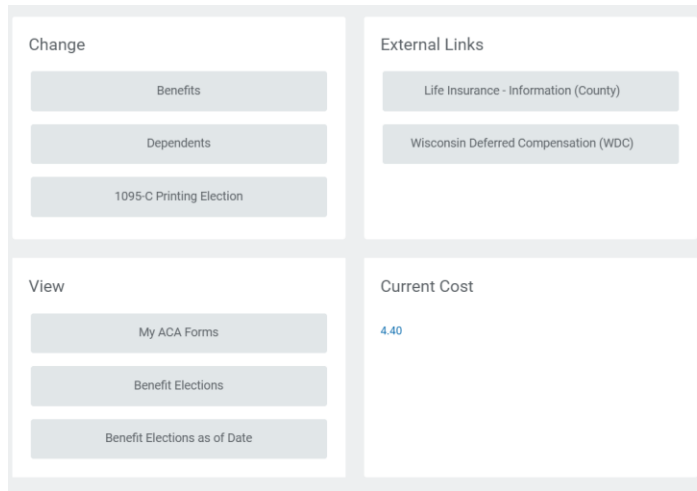 Change
Benefits
Dependents
1095-C Printing Election
External Links
Life Insurance - Information (County)
Wisconsin Deferred Compensation (WDC)
View
My ACA Forms
Benefit Elections
Benefit Elections as of Date
Current Cost
4.40